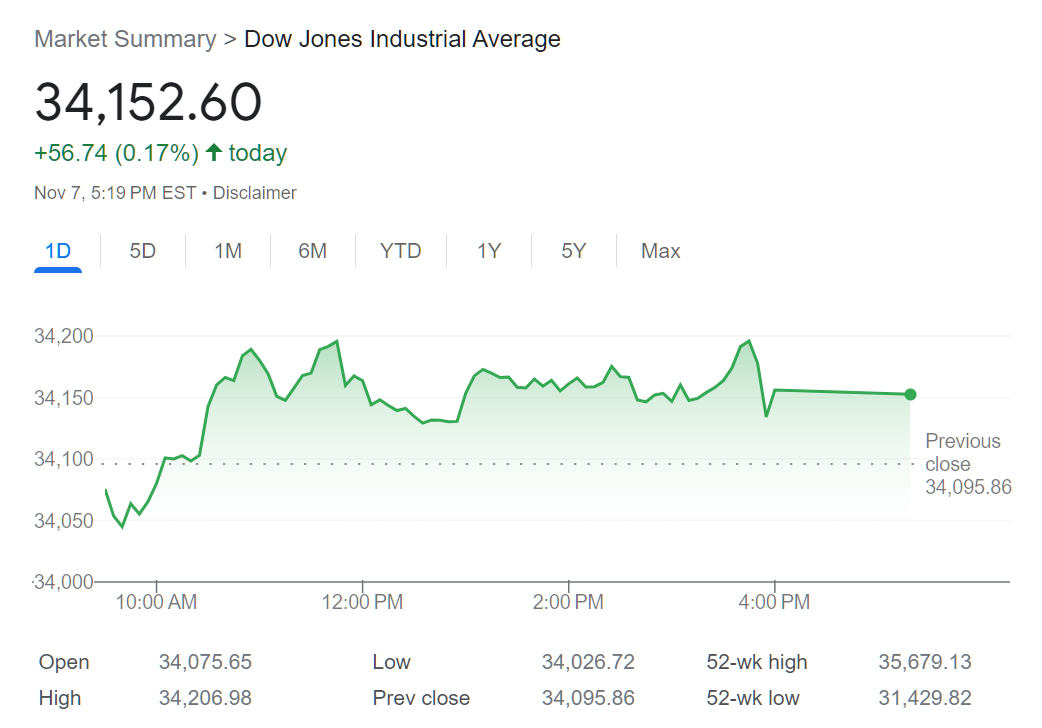 Market Summary > Dow Jones Industrial Average
34,152.60
+56.74 (0.17%) ↑ today
Nov 7, 5:19 PM EST • Disclaimer
1D 5D 1M 6M YTD 1Y 5Y Max
34,200
34,150
34,100
34,050
34,000
Previous
close
34,095.86
10:00 AM 12:00 PM 2:00 PM 4:00 PM
Open 34,075.65 Low 34,026.72 52-wk high 35,679.13
High 34,206.98 Prev close 34,095.86 52-wk low 31,429.82